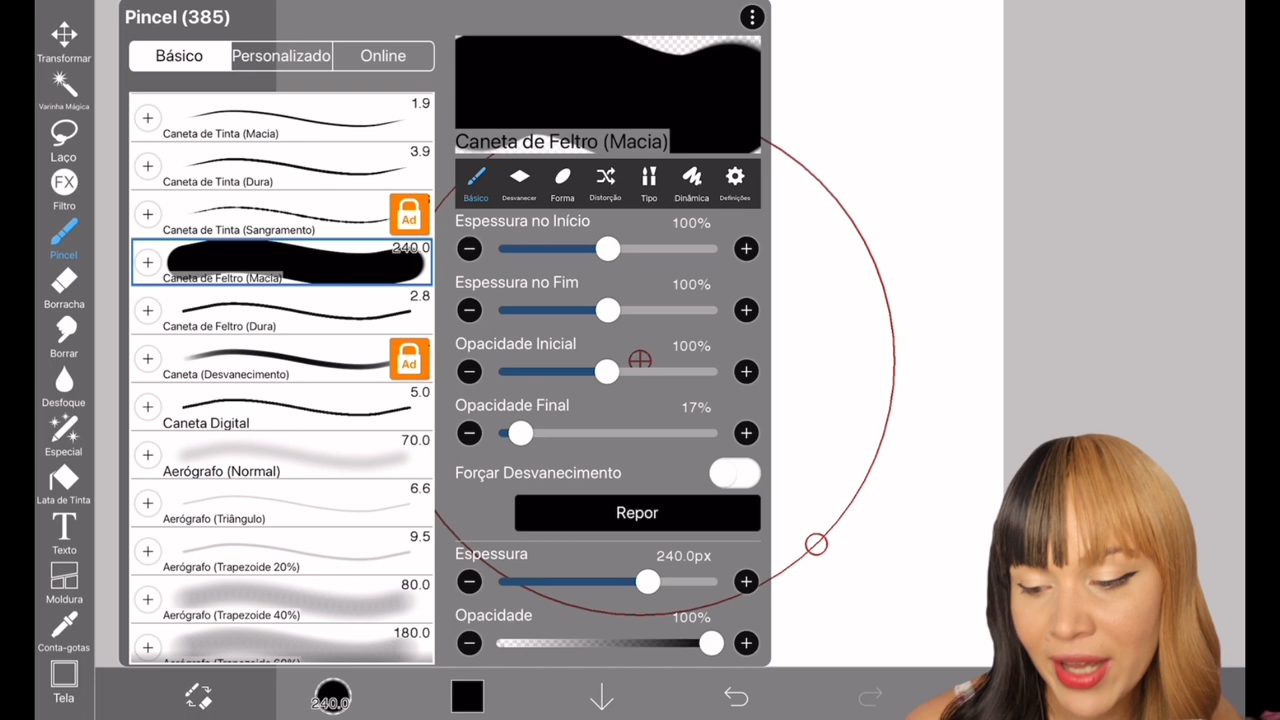 Transformar
Varinha Mágica
Laço
FX
Filtro
Pincel
Borracha
Borrar
Desfoque
Especial
Lata de Tinta
T
Texto
Moldura
Conta-gotas
Tela
Pincel (385)
Básico
Personalizado
Online
1.9
Caneta de Tinta (Macia)
3.9
Caneta de Tinta (Dura)
Ad
Caneta de Tinta (Sangramento)
240.0
Caneta de Feltro (Macia)
2.8
Caneta de Feltro (Dura)
Ad
Caneta (Desvanecimento)
5.0
Caneta Digital
70.0
Aerógrafo (Normal)
6.6
Aerógrafo (Triângulo)
9.5
Aerógrafo (Trapezoide 20%)
80.0
Aerógrafo (Trapezoide 40%)
180.0
Aerógrafo (Trapezoide 60%)
Caneta de Feltro (Macia)
Básico
Desvanecer
Forma
Distorção
Tipo
Dinâmica
Definições
Espessura no Início 100%
Espessura no Fim 100%
Opacidade Inicial 100%
Opacidade Final 17%
Forçar Desvanecimento
Repor
Espessura 240.0px
Opacidade 100%
240.0